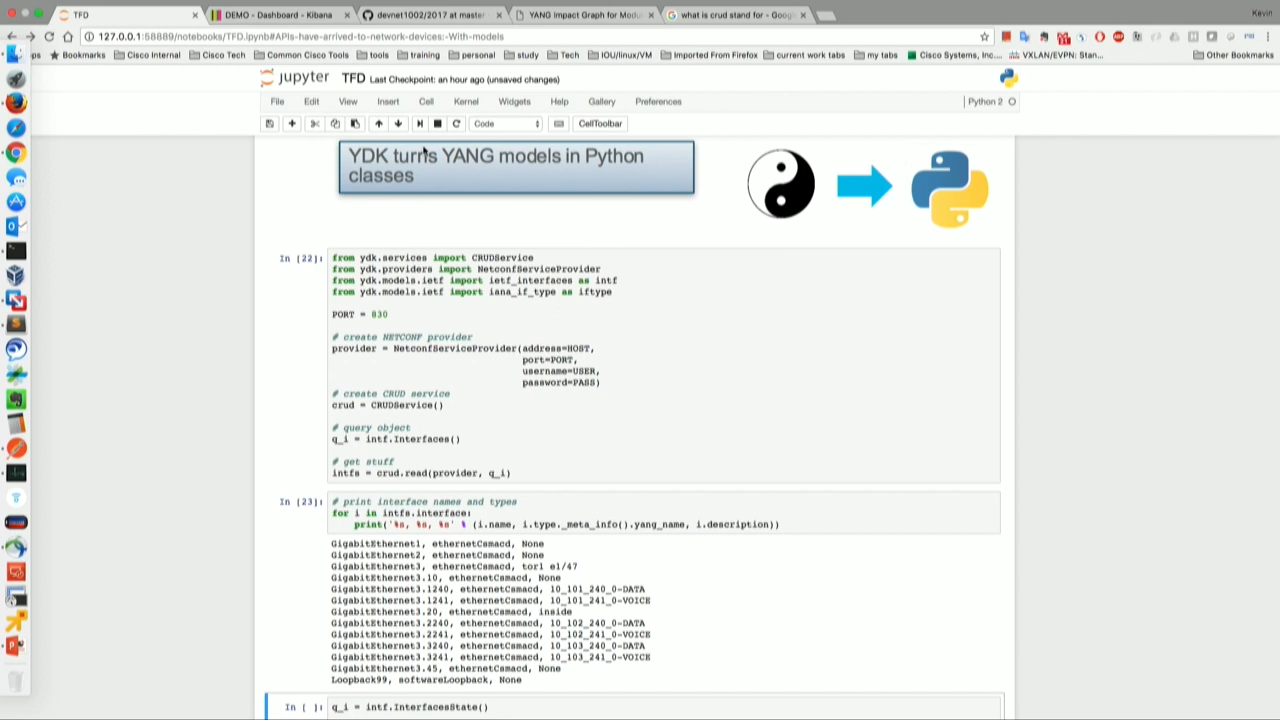 TFD
DEMO - Dashboard - Kibana
devnet1002/2017 at master
YANG Impact Graph for Modu
what is crud stand for - Goog
Kevin
127.0.0.1:58889/notebooks/TFD.ipynb#APIs-have-arrived-to-network-devices:-With-models
ps Bookmarks Cisco Internal Cisco Tech Common Cisco Tools tools training personal study Tech IOU/linux/VM Imported From Firefox current work tabs my tabs Cisco Systems, Inc.... VXLAN/EVPN: Stan... Other Bookmarks
jupyter TFD Last Checkpoint: an hour ago (unsaved changes)
File Edit View Insert Cell Kernel Widgets Help Gallery Preferences Python 2
Code CellToolbar
YDK turns YANG models in Python
classes
In [22]: from ydk.services import CRUDService
from ydk.providers import NetconfServiceProvider
from ydk.models.ietf import ietf_interfaces as intf
from ydk.models.ietf import iana_if_type as iftype
PORT = 830
# create NETCONF provider
provider = NetconfServiceProvider(address=HOST,
port=PORT,
username=USER,
password=PASS)
# create CRUD service
crud = CRUDService()
# query object
q_i = intf.Interfaces()
# get stuff
intfs = crud.read(provider, q_i)
In [23]: # print interface names and types
for i in intfs.interface:
print('%s, %s, %s' % (i.name, i.type._meta_info().yang_name, i.description))
GigabitEthernet1, ethernetCsmacd, None
GigabitEthernet2, ethernetCsmacd, None
GigabitEthernet3, ethernetCsmacd, tor1 e1/47
GigabitEthernet3.10, ethernetCsmacd, None
GigabitEthernet3.1240, ethernetCsmacd, 10_101_240_0-DATA
GigabitEthernet3.1241, ethernetCsmacd, 10_101_241_0-VOICE
GigabitEthernet3.20, ethernetCsmacd, inside
GigabitEthernet3.2240, ethernetCsmacd, 10_102_240_0-DATA
GigabitEthernet3.2241, ethernetCsmacd, 10_102_241_0-VOICE
GigabitEthernet3.3240, ethernetCsmacd, 10_103_240_0-DATA
GigabitEthernet3.3241, ethernetCsmacd, 10_103_241_0-VOICE
GigabitEthernet3.45, ethernetCsmacd, None
Loopback99, softwareLoopback, None
In [ ]: q_i = intf.InterfacesState()